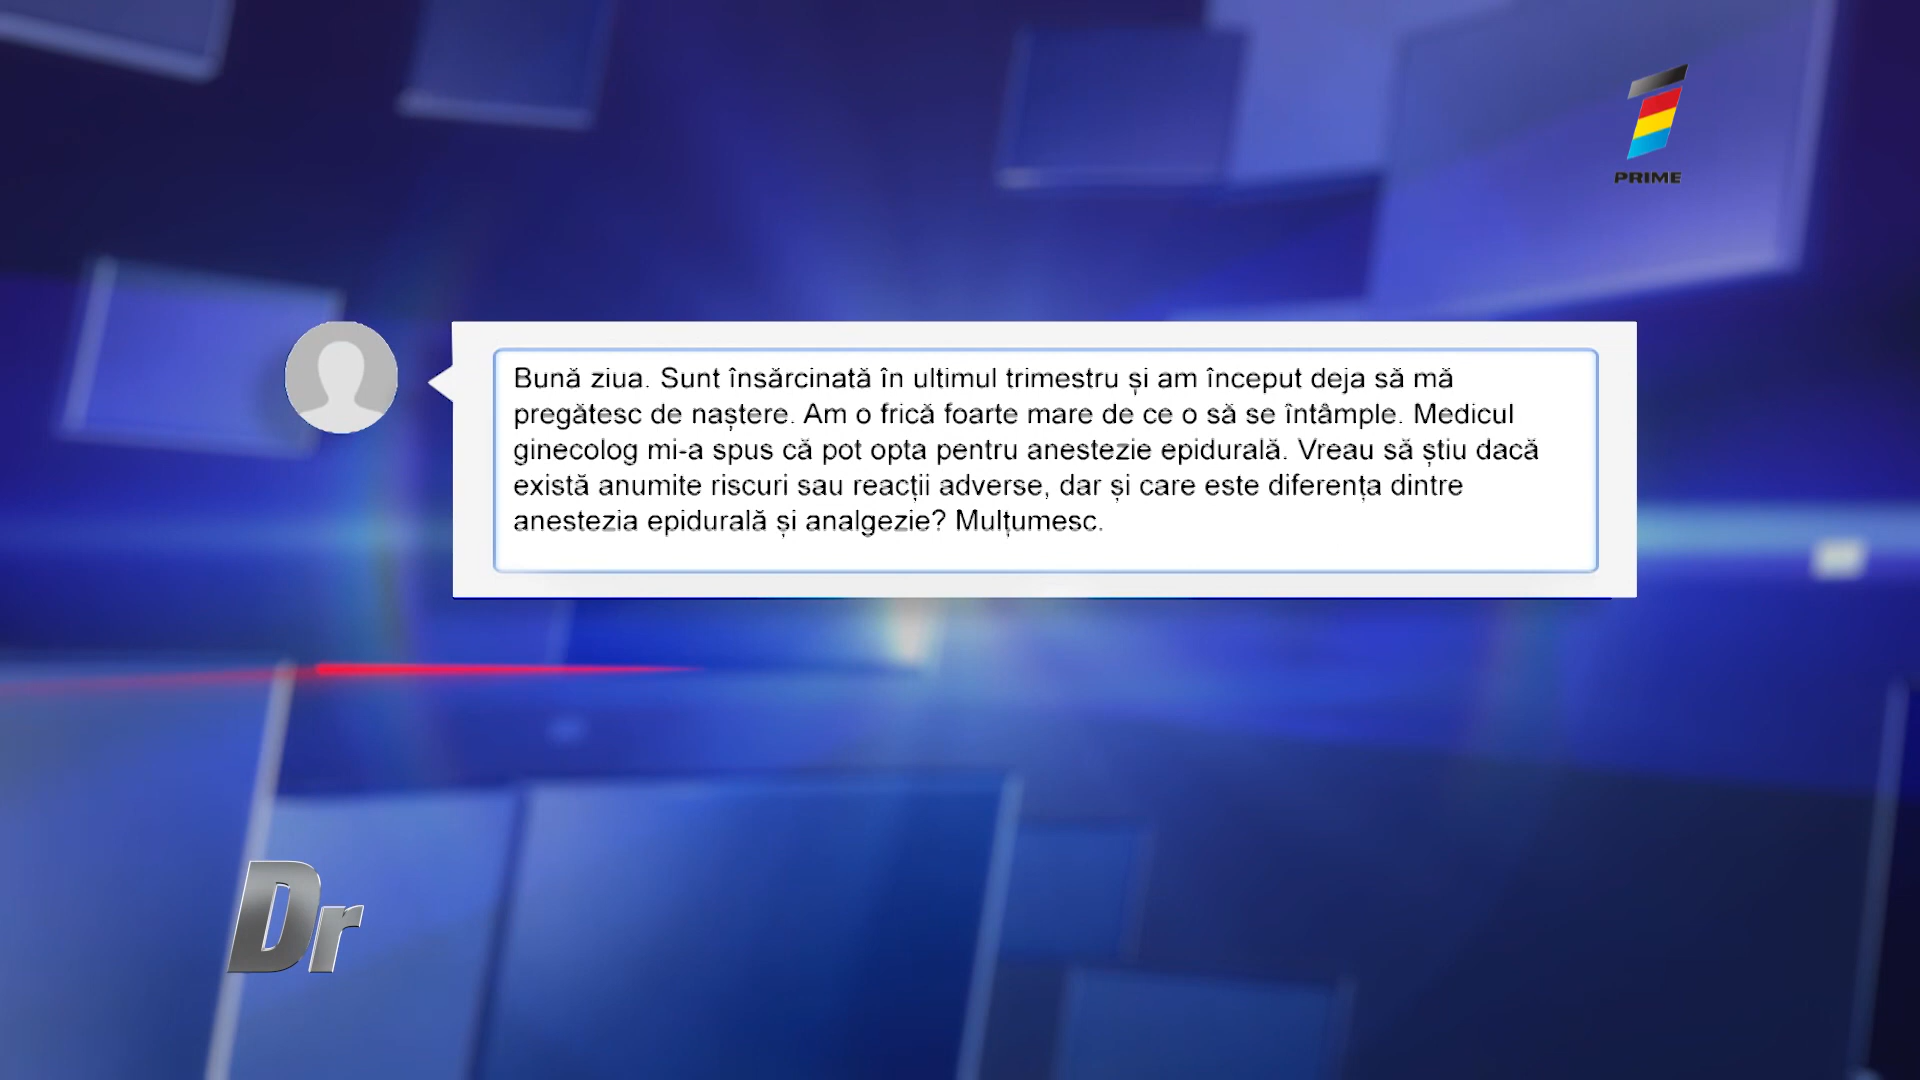 PRIME
Bună ziua. Sunt însărcinată în ultimul trimestru și am început deja să mă
pregătesc de naștere. Am o frică foarte mare de ce o să se întâmple. Medicul
ginecolog mi-a spus că pot opta pentru anestezie epidurală. Vreau să știu dacă
există anumite riscuri sau reacții adverse, dar și care este diferența dintre
anestezia epidurală și analgezie? Mulțumesc.
Dr